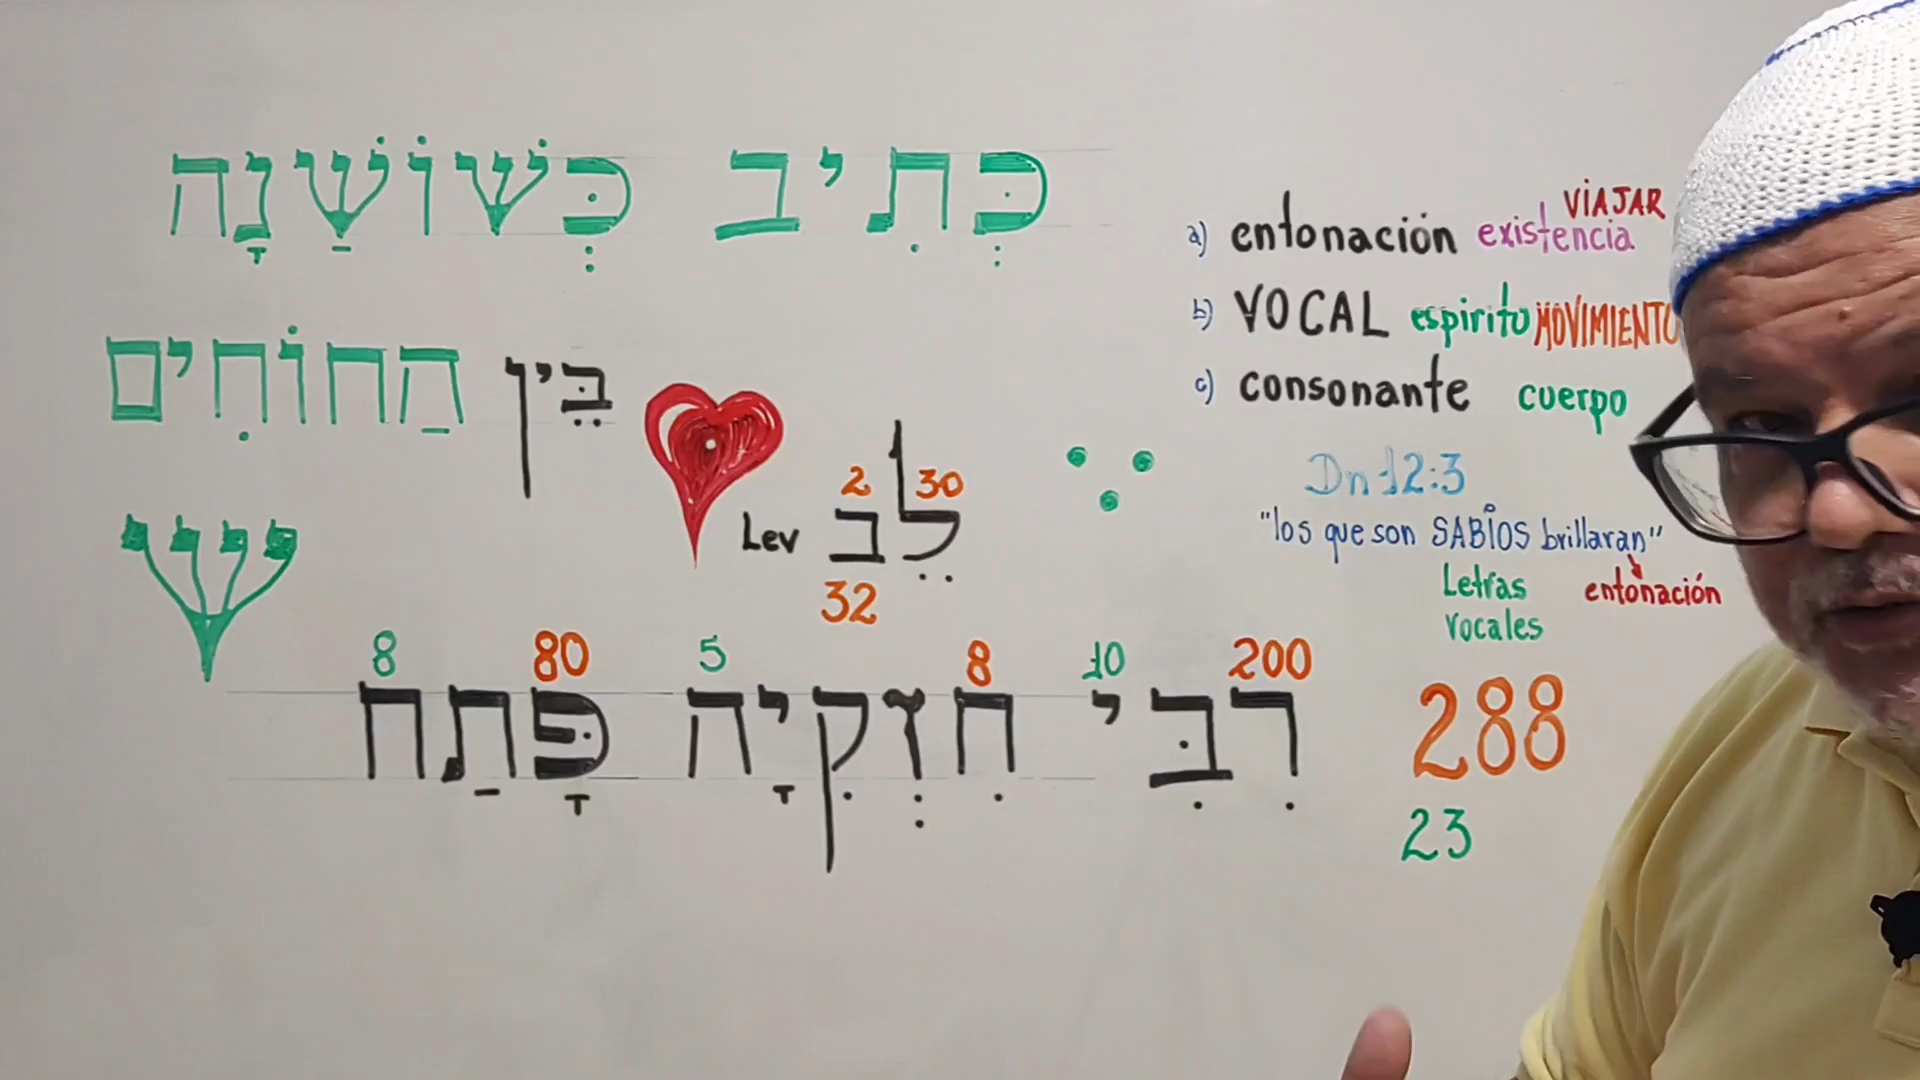 כְּתִיב כְּשׁוֹשַׁנָּה
בֵּין הַחוֹחִים
2 30
Lev לֵב
32
8 80 5 8 10 200
רִבִּי חִזְקִיָה פָּתַח
a) entonación existencia VIAJAR
b) VOCAL espirito MOVIMIENTO
c) consonante cuerpo
Dn 12:3
"los que son SABIOS brillaran"
Letras entonación
vocales
288
23